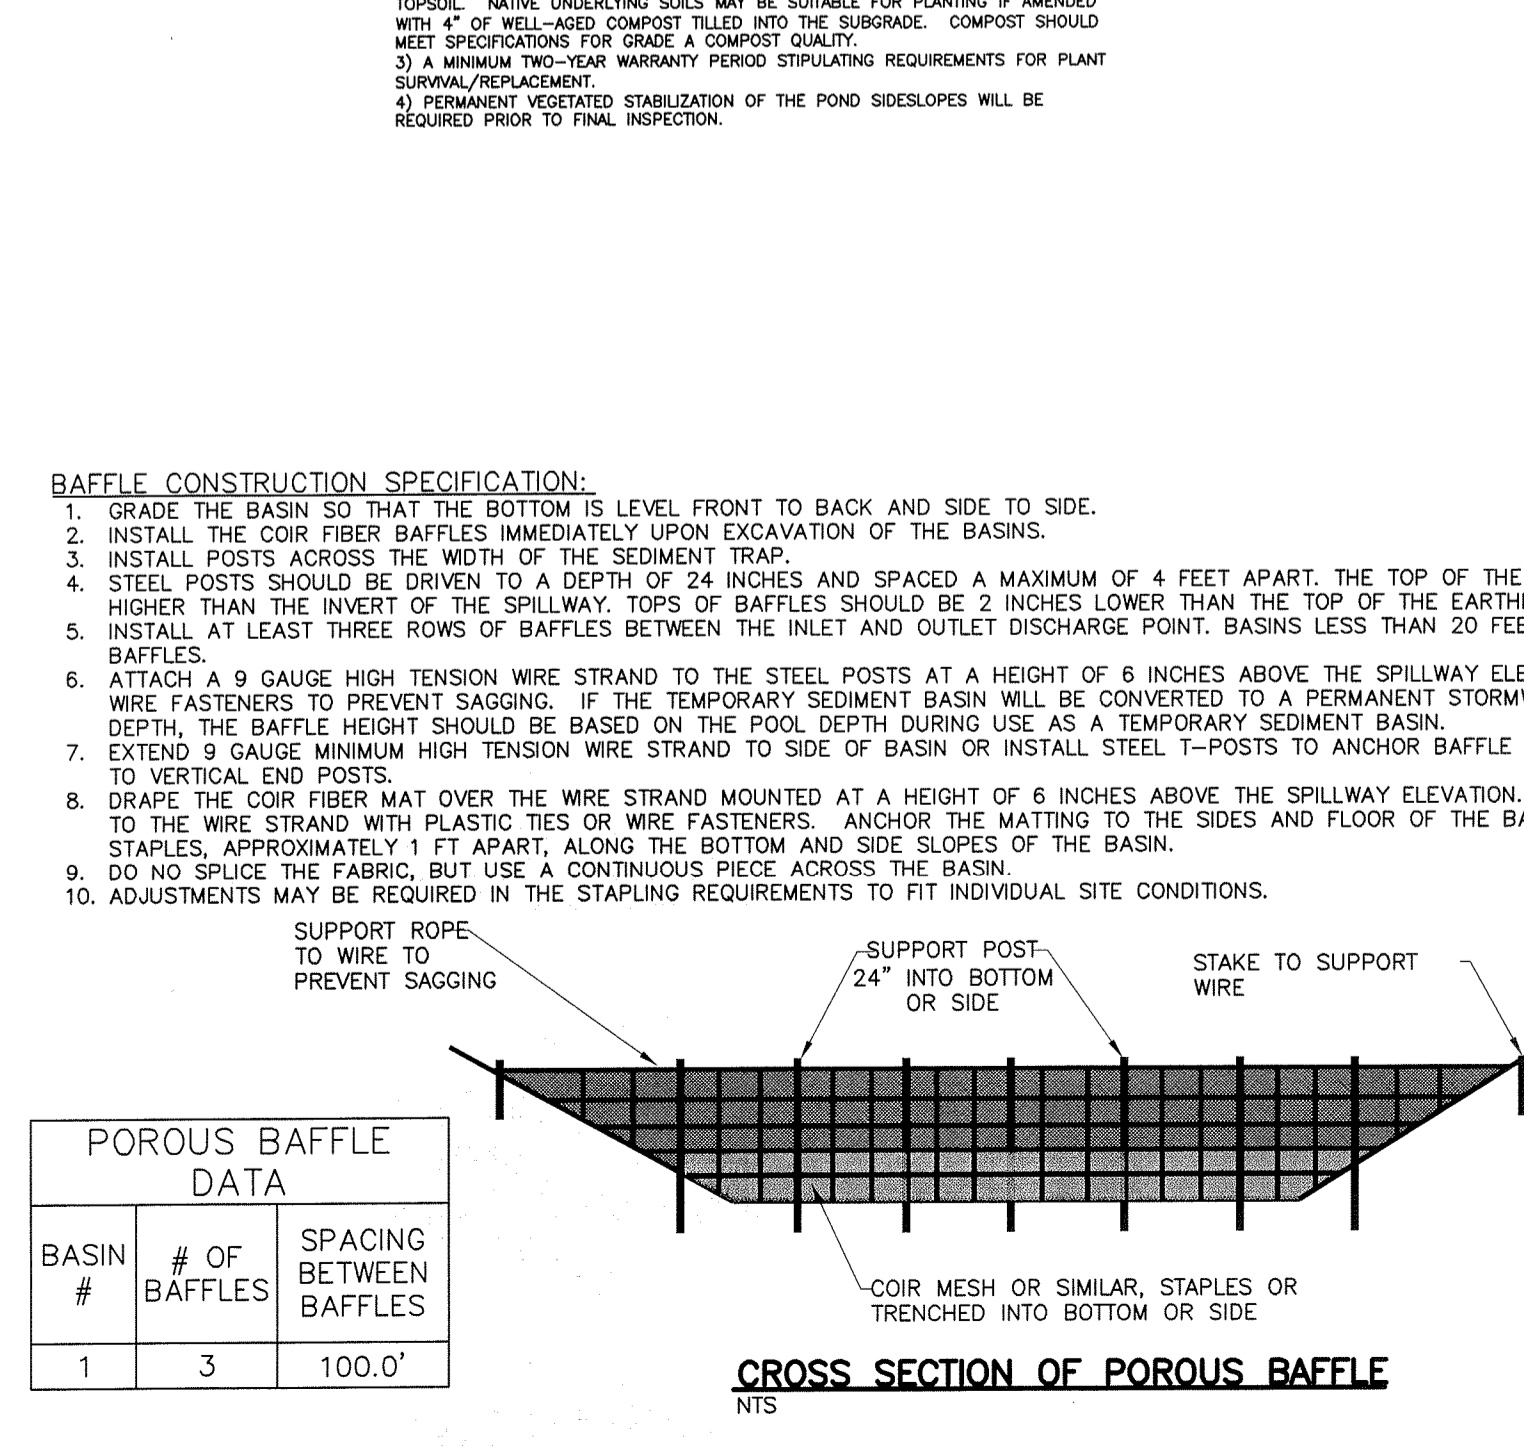 TOPSOIL. NATIVE UNDERLYING SOILS MAY BE SUITABLE FOR PLANTING IF AMENDED
WITH 4" OF WELL-AGED COMPOST TILLED INTO THE SUBGRADE. COMPOST SHOULD
MEET SPECIFICATIONS FOR GRADE A COMPOST QUALITY.
3) A MINIMUM TWO-YEAR WARRANTY PERIOD STIPULATING REQUIREMENTS FOR PLANT
SURVIVAL/REPLACEMENT.
4) PERMANENT VEGETATED STABILIZATION OF THE POND SIDESLOPES WILL BE
REQUIRED PRIOR TO FINAL INSPECTION.
BAFFLE CONSTRUCTION SPECIFICATION:
1. GRADE THE BASIN SO THAT THE BOTTOM IS LEVEL FRONT TO BACK AND SIDE TO SIDE.
2. INSTALL THE COIR FIBER BAFFLES IMMEDIATELY UPON EXCAVATION OF THE BASINS.
3. INSTALL POSTS ACROSS THE WIDTH OF THE SEDIMENT TRAP.
4. STEEL POSTS SHOULD BE DRIVEN TO A DEPTH OF 24 INCHES AND SPACED A MAXIMUM OF 4 FEET APART. THE TOP OF THE
HIGHER THAN THE INVERT OF THE SPILLWAY. TOPS OF BAFFLES SHOULD BE 2 INCHES LOWER THAN THE TOP OF THE
5. INSTALL AT LEAST THREE ROWS OF BAFFLES BETWEEN THE INLET AND OUTLET DISCHARGE POINT. BASINS LESS THAN 20
BAFFLES.
6. ATTACH A 9 GAUGE HIGH TENSION WIRE STRAND TO THE STEEL POSTS AT A HEIGHT OF 6 INCHES ABOVE THE SPILLWAY
WIRE FASTENERS TO PREVENT SAGGING. IF THE TEMPORARY SEDIMENT BASIN WILL BE CONVERTED TO A PERMANENT
DEPTH, THE BAFFLE HEIGHT SHOULD BE BASED ON THE POOL DEPTH DURING USE AS A TEMPORARY SEDIMENT BASIN.
7. EXTEND 9 GAUGE MINIMUM HIGH TENSION WIRE STRAND TO SIDE OF BASIN OR INSTALL STEEL T-POSTS TO ANCHOR BAFFLE
TO VERTICAL END POSTS.
8. DRAPE THE COIR FIBER MAT OVER THE WIRE STRAND MOUNTED AT A HEIGHT OF 6 INCHES ABOVE THE SPILLWAY ELEVATION.
TO THE WIRE STRAND WITH PLASTIC TIES OR WIRE FASTENERS. ANCHOR THE MATTING TO THE SIDES AND FLOOR OF THE
STAPLES, APPROXIMATELY 1 FT APART, ALONG THE BOTTOM AND SIDE SLOPES OF THE BASIN.
9. DO NO SPLICE THE FABRIC, BUT USE A CONTINUOUS PIECE ACROSS THE BASIN.
10. ADJUSTMENTS MAY BE REQUIRED IN THE STAPLING REQUIREMENTS TO FIT INDIVIDUAL SITE CONDITIONS.
SUPPORT ROPE
TO WIRE TO
PREVENT SAGGING
SUPPORT POST
24" INTO BOTTOM
OR SIDE
STAKE TO SUPPORT
WIRE
POROUS BAFFLE
DATA
BASIN
#
# OF
BAFFLES
SPACING
BETWEEN
BAFFLES
1 3 100.0'
COIR MESH OR SIMILAR, STAPLES OR
TRENCHED INTO BOTTOM OR SIDE
CROSS SECTION OF POROUS BAFFLE
NTS